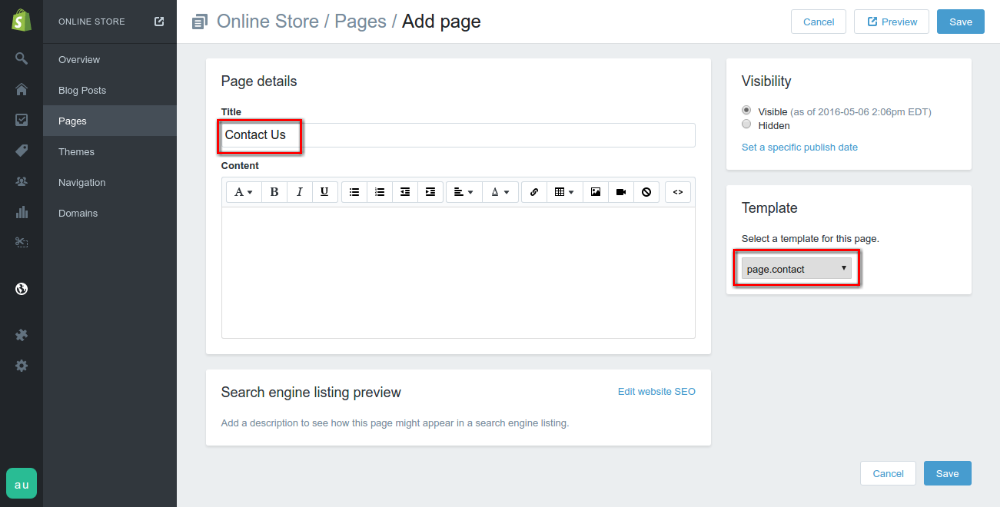 ONLINE STORE
Overview
Blog Posts
Pages
Themes
Navigation
Domains
au
Online Store / Pages / Add page
Cancel
Preview
Save
Page details
Title
Contact Us
Content
A
B
I
U
A
<>
Search engine listing preview
Edit website SEO
Add a description to see how this page might appear in a search engine listing.
Visibility
Visible (as of 2016-05-06 2:06pm EDT)
Hidden
Set a specific publish date
Template
Select a template for this page.
page.contact
Cancel
Save